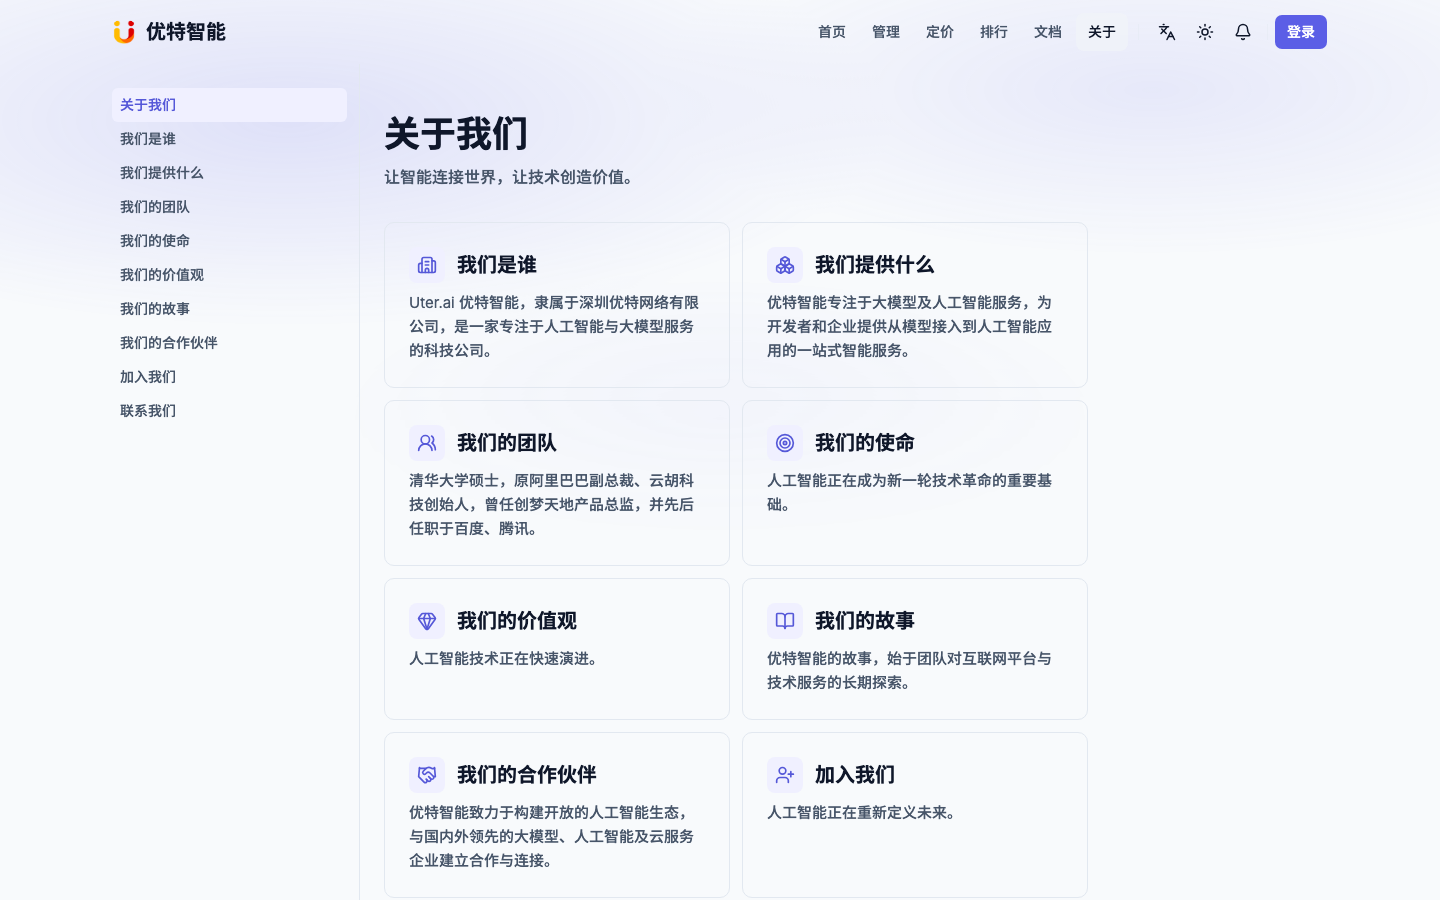 优特智能
首页
管理
定价
排行
文档
关于
登录
关于我们
我们是谁
我们提供什么
我们的团队
我们的使命
我们的价值观
我们的故事
我们的合作伙伴
加入我们
联系我们
关于我们
让智能连接世界，让技术创造价值。
我们是谁
Uter.ai 优特智能，隶属于深圳优特网络有限
公司，是一家专注于人工智能与大模型服务
的科技公司。
我们提供什么
优特智能专注于大模型及人工智能服务，为
开发者和企业提供从模型接入到人工智能应
用的一站式智能服务。
我们的团队
清华大学硕士，原阿里巴巴副总裁、云胡科
技创始人，曾任创梦天地产品总监，并先后
任职于百度、腾讯。
我们的使命
人工智能正在成为新一轮技术革命的重要基
础。
我们的价值观
人工智能技术正在快速演进。
我们的故事
优特智能的故事，始于团队对互联网平台与
技术服务的长期探索。
我们的合作伙伴
优特智能致力于构建开放的人工智能生态，
与国内外领先的大模型、人工智能及云服务
企业建立合作与连接。
加入我们
人工智能正在重新定义未来。